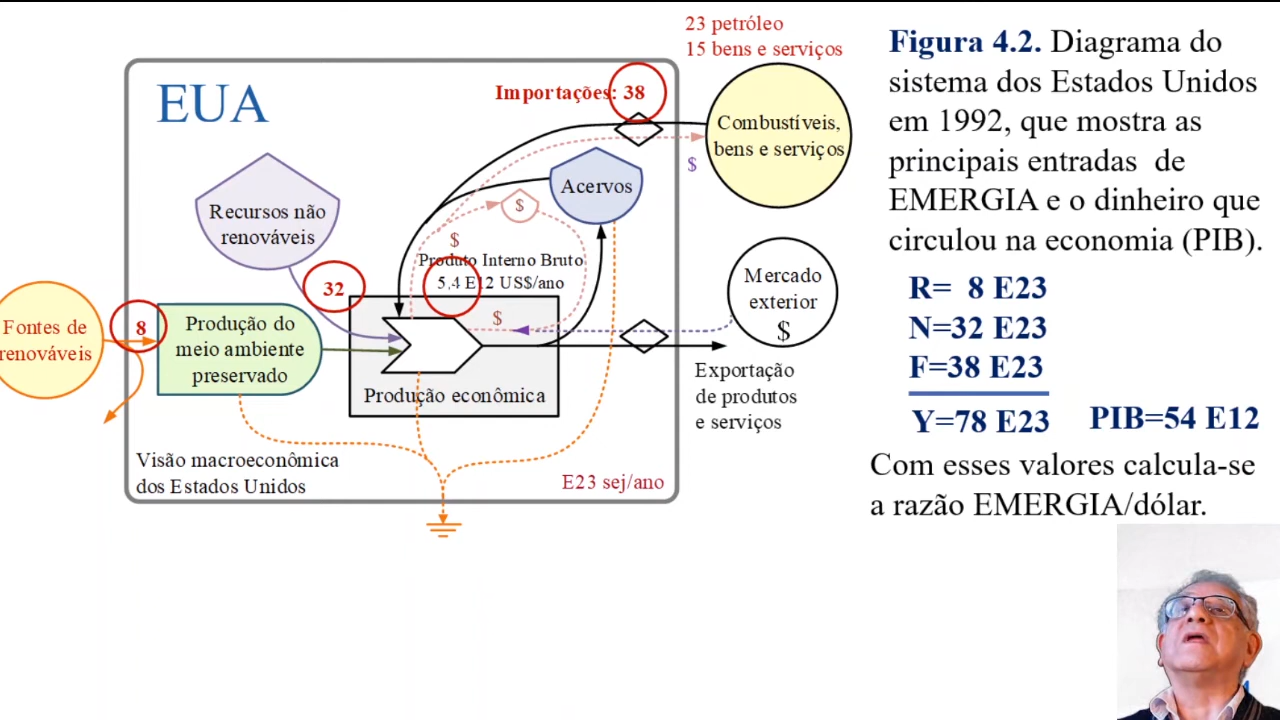 23 petróleo
15 bens e serviços
EUA
Importações: 38
Combustíveis,
bens e serviços
$
Acervos
$
Recursos não
renováveis
$
Produto Interno Bruto
5,4 E12 US$/ano
32
$
Mercado
exterior
$
8
Fontes de
renováveis
Produção do
meio ambiente
preservado
Produção econômica
Exportação
de produtos
e serviços
Visão macroeconômica
dos Estados Unidos
E23 sej/ano
Figura 4.2. Diagrama do
sistema dos Estados Unidos
em 1992, que mostra as
principais entradas de
EMERGIA e o dinheiro que
circulou na economia (PIB).
R= 8 E23
N=32 E23
F=38 E23
Y=78 E23
PIB=54 E12
Com esses valores calcula-se
a razão EMERGIA/dólar.